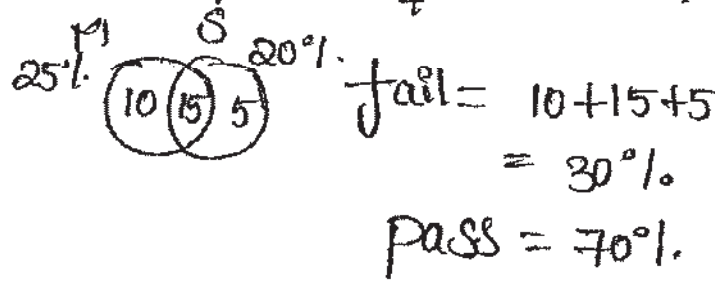 M S
25% 20%.
10 15 5
fail = 10+15+5
= 30%.
pass = 70%.